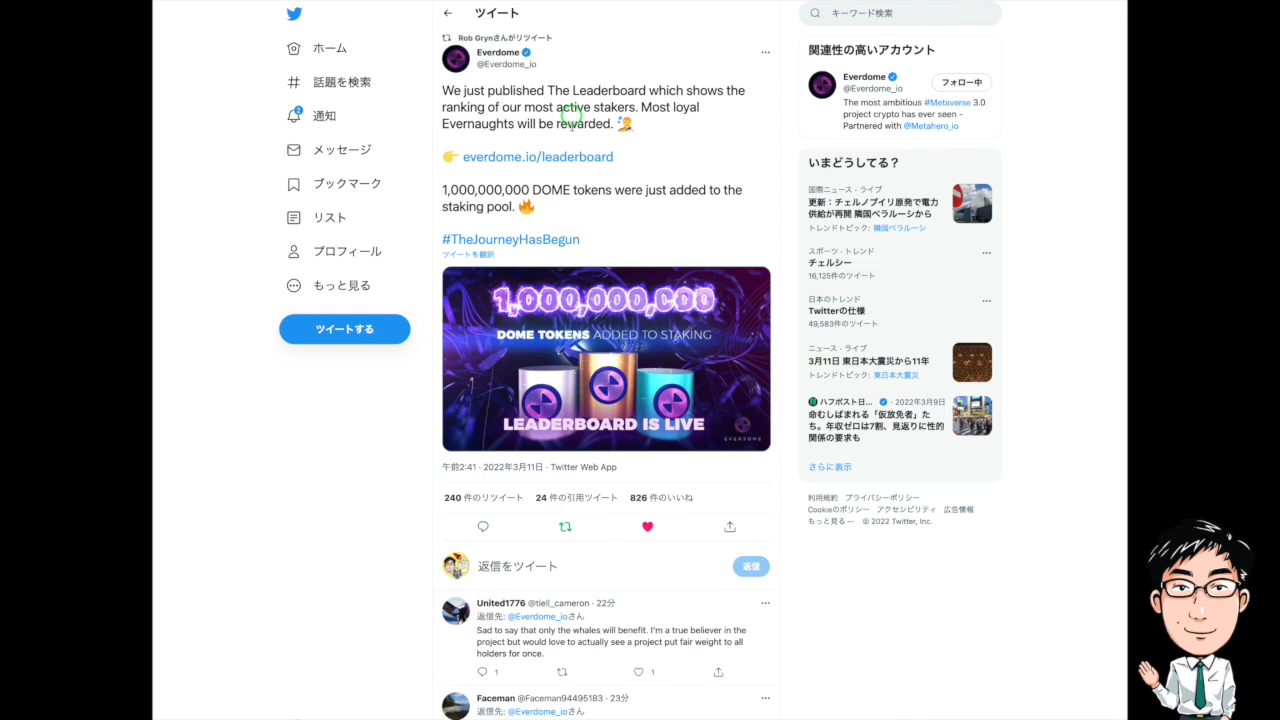 ホーム
話題を検索
2
通知
メッセージ
ブックマーク
リスト
プロフィール
もっと見る
ツイートする
ツイート
Rob Grynさんがリツイート
Everdome
@Everdome_io
We just published The Leaderboard which shows the
ranking of our most active stakers. Most loyal
Evernaughts will be rewarded.
everdome.io/leaderboard
1,000,000,000 DOME tokens were just added to the
staking pool.
#TheJourneyHasBegun
ツイートを翻訳
1,000,000,000
DOME TOKENS ADDED TO STAKING
LEADERBOARD IS LIVE
EVERDOME
午前2:41 · 2022年3月11日 · Twitter Web App
240 件のリツイート 24 件の引用ツイート 826 件のいいね
返信をツイート
返信
United1776 @tiell_cameron · 22分
返信先: @Everdome_ioさん
Sad to say that only the whales will benefit. I'm a true believer in the
project but would love to actually see a project put fair weight to all
holders for once.
1 1
Faceman @Faceman94495183 · 23分
返信先: @Everdome_ioさん
キーワード検索
関連性の高いアカウント
Everdome
@Everdome_io
フォロー中
The most ambitious #Metaverse 3.0
project crypto has ever seen -
Partnered with @Metahero_io
いまどうしてる？
国際ニュース · ライブ
更新：チェルノブイリ原発で電力
供給が再開 隣国ベラルーシから
トレンドトピック: 隣国ベラルーシ
スポーツ · トレンド
チェルシー
16,125件のツイート
日本のトレンド
Twitterの仕様
49,583件のツイート
ニュース · ライブ
3月11日 東日本大震災から11年
トレンドトピック: 東日本大震災
ハフポスト日... · 2022年3月9日
命むしばまれる「仮放免者」た
ち。年収ゼロは7割、見返りに性的
関係の要求も
さらに表示
利用規約 プライバシーポリシー
Cookieのポリシー アクセシビリティ 広告情報
もっと見る ··· © 2022 Twitter, Inc.